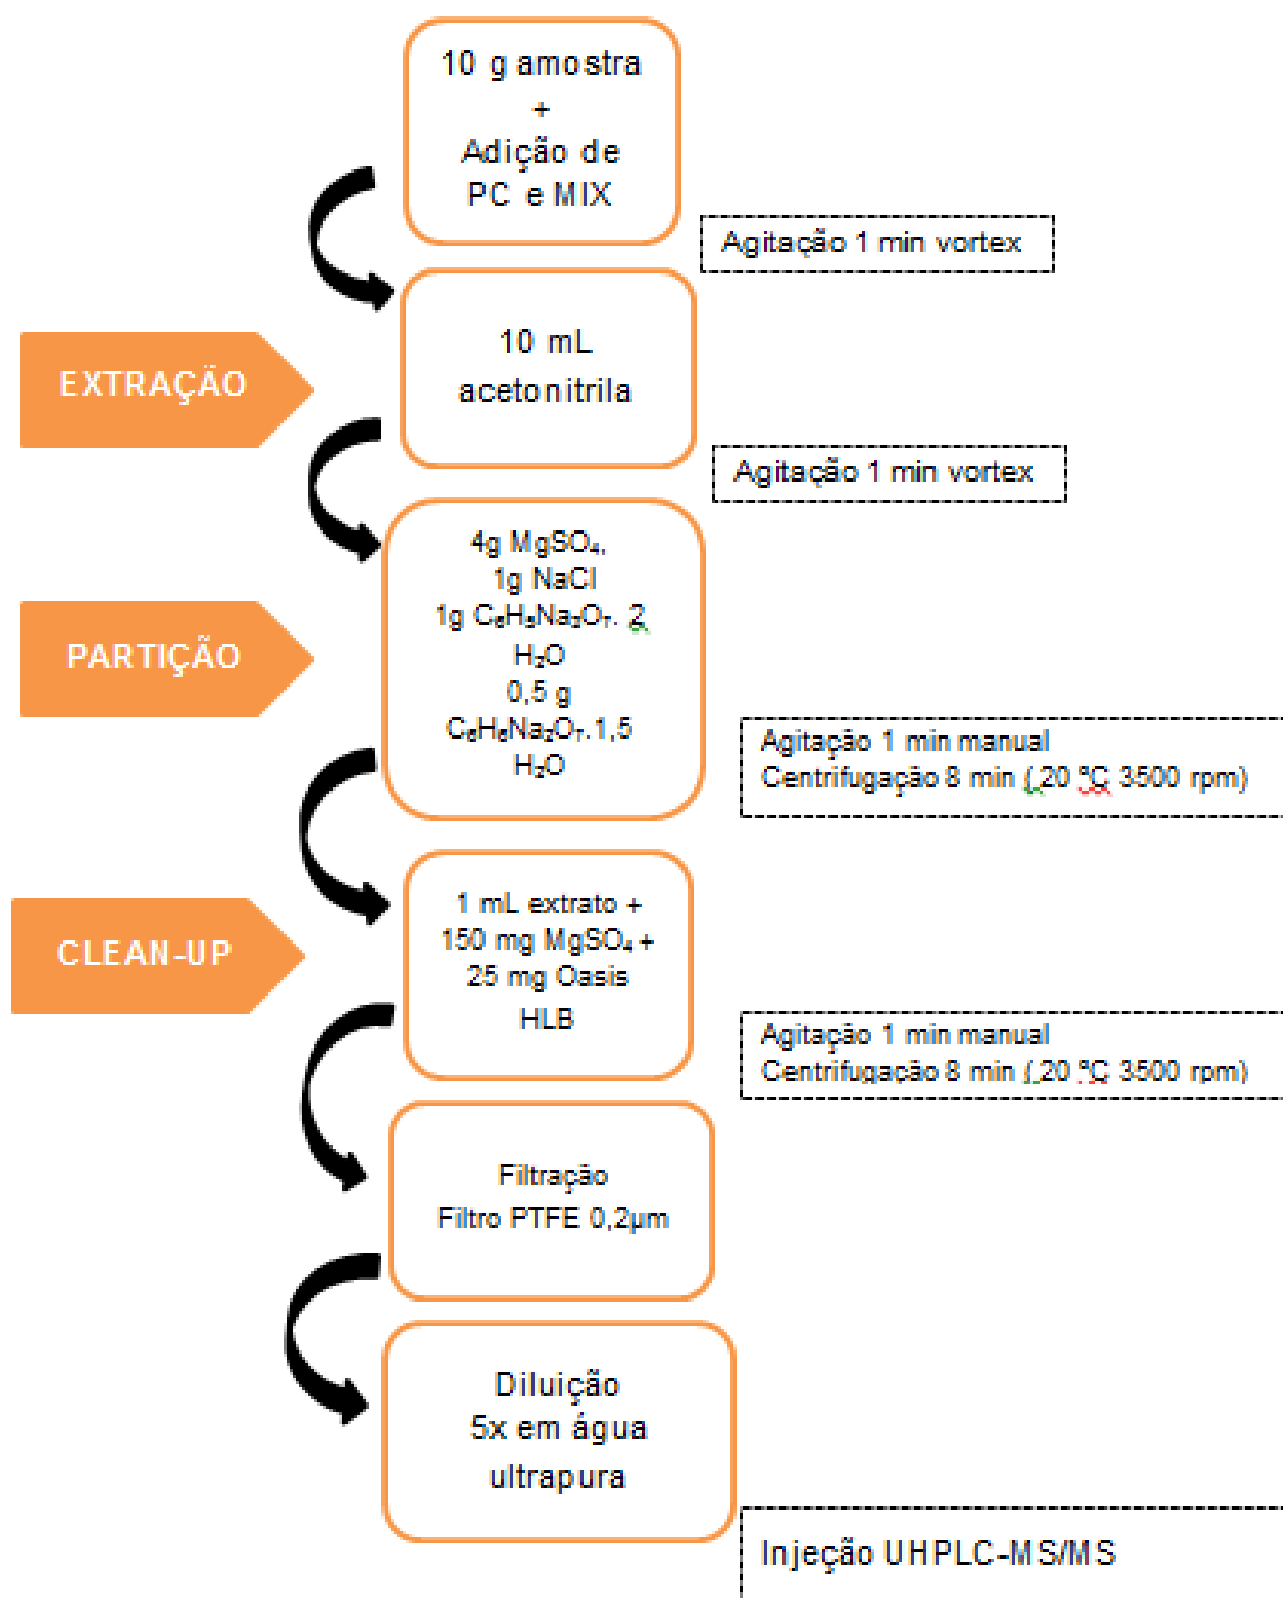 10 g amostra
+
Adição de
PC e MIX
Agitação 1 min vortex
EXTRAÇÃO
10 mL
acetonitrila
Agitação 1 min vortex
PARTIÇÃO
4g MgSO₄,
1g NaCl
1g C₆H₅Na₃O₇. 2
H₂O
0,5 g
C₆H₆Na₂O₇.1,5
H₂O
Agitação 1 min manual
Centrifugação 8 min ( 20 °C 3500 rpm)
CLEAN-UP
1 mL extrato +
150 mg MgSO₄ +
25 mg Oasis
HLB
Agitação 1 min manual
Centrifugação 8 min ( 20 °C 3500 rpm)
Filtração
Filtro PTFE 0,2µm
Diluição
5x em água
ultrapura
Injeção UHPLC-MS/MS